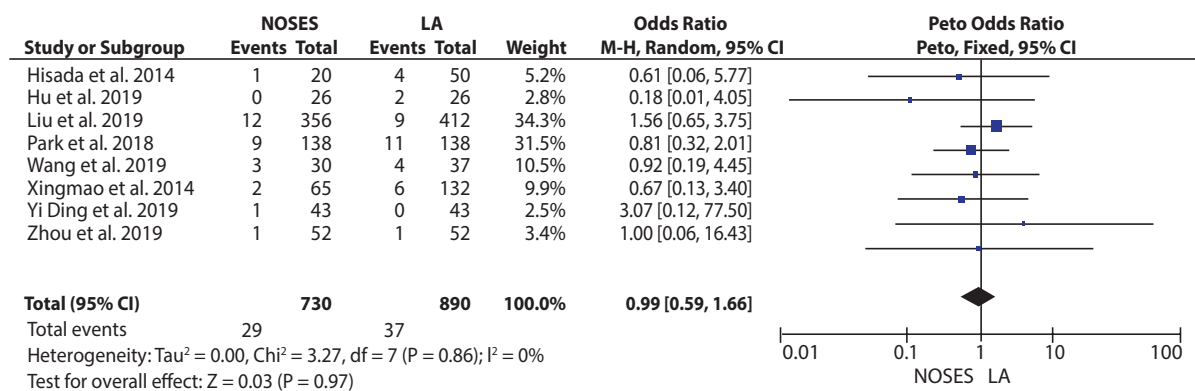 NOSES LA Odds Ratio Peto Odds Ratio
Study or Subgroup Events Total Events Total Weight M-H, Random, 95% CI Peto, Fixed, 95% CI
Hisada et al. 2014 1 20 4 50 5.2% 0.61 [0.06, 5.77]
Hu et al. 2019 0 26 2 26 2.8% 0.18 [0.01, 4.05]
Liu et al. 2019 12 356 9 412 34.3% 1.56 [0.65, 3.75]
Park et al. 2018 9 138 11 138 31.5% 0.81 [0.32, 2.01]
Wang et al. 2019 3 30 4 37 10.5% 0.92 [0.19, 4.45]
Xingmao et al. 2014 2 65 6 132 9.9% 0.67 [0.13, 3.40]
Yi Ding et al. 2019 1 43 0 43 2.5% 3.07 [0.12, 77.50]
Zhou et al. 2019 1 52 1 52 3.4% 1.00 [0.06, 16.43]
Total (95% CI) 730 890 100.0% 0.99 [0.59, 1.66]
Total events 29 37
Heterogeneity: Tau² = 0.00, Chi² = 3.27, df = 7 (P = 0.86); I² = 0%
Test for overall effect: Z = 0.03 (P = 0.97)
0.01 0.1 1 10 100
NOSES LA